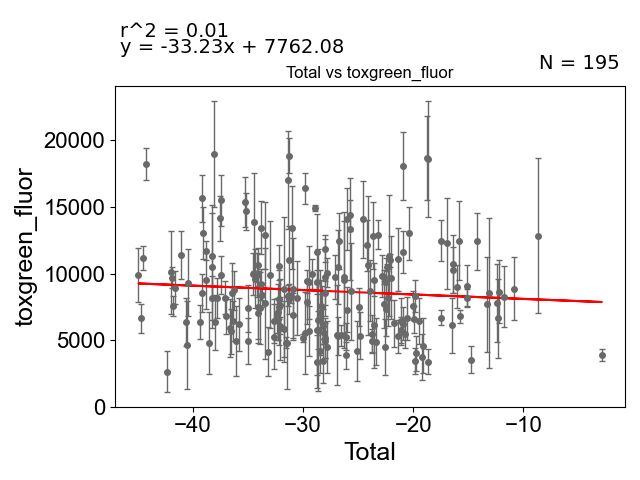 r^2 = 0.01
y = -33.23x + 7762.08
N = 195
Total vs toxgreen_fluor
20000
15000
10000
5000
0
toxgreen_fluor
−40
−30
−20
−10
Total